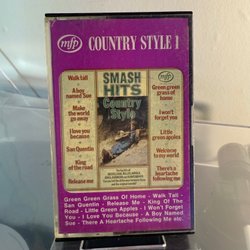 mfp COUNTRY STYLE 1
Walk tall
A boy
named Sue
Make
the world
go away
I love you
because
San Quentin
King
of the road
Release me
SMASH
HITS
Country
Style
mfp
Green green
grass of
home
I won't
forget you
Little
green apples
Welcome
to my world
There's a
heartache
following me
Green Green Grass Of Home - Walk Tall -
San Quentin - Release Me - King Of The
Road - Little Green Apples - I Won't Forget
You - I Love You Because - A Boy Named
Sue - There A Heartache Following Me etc